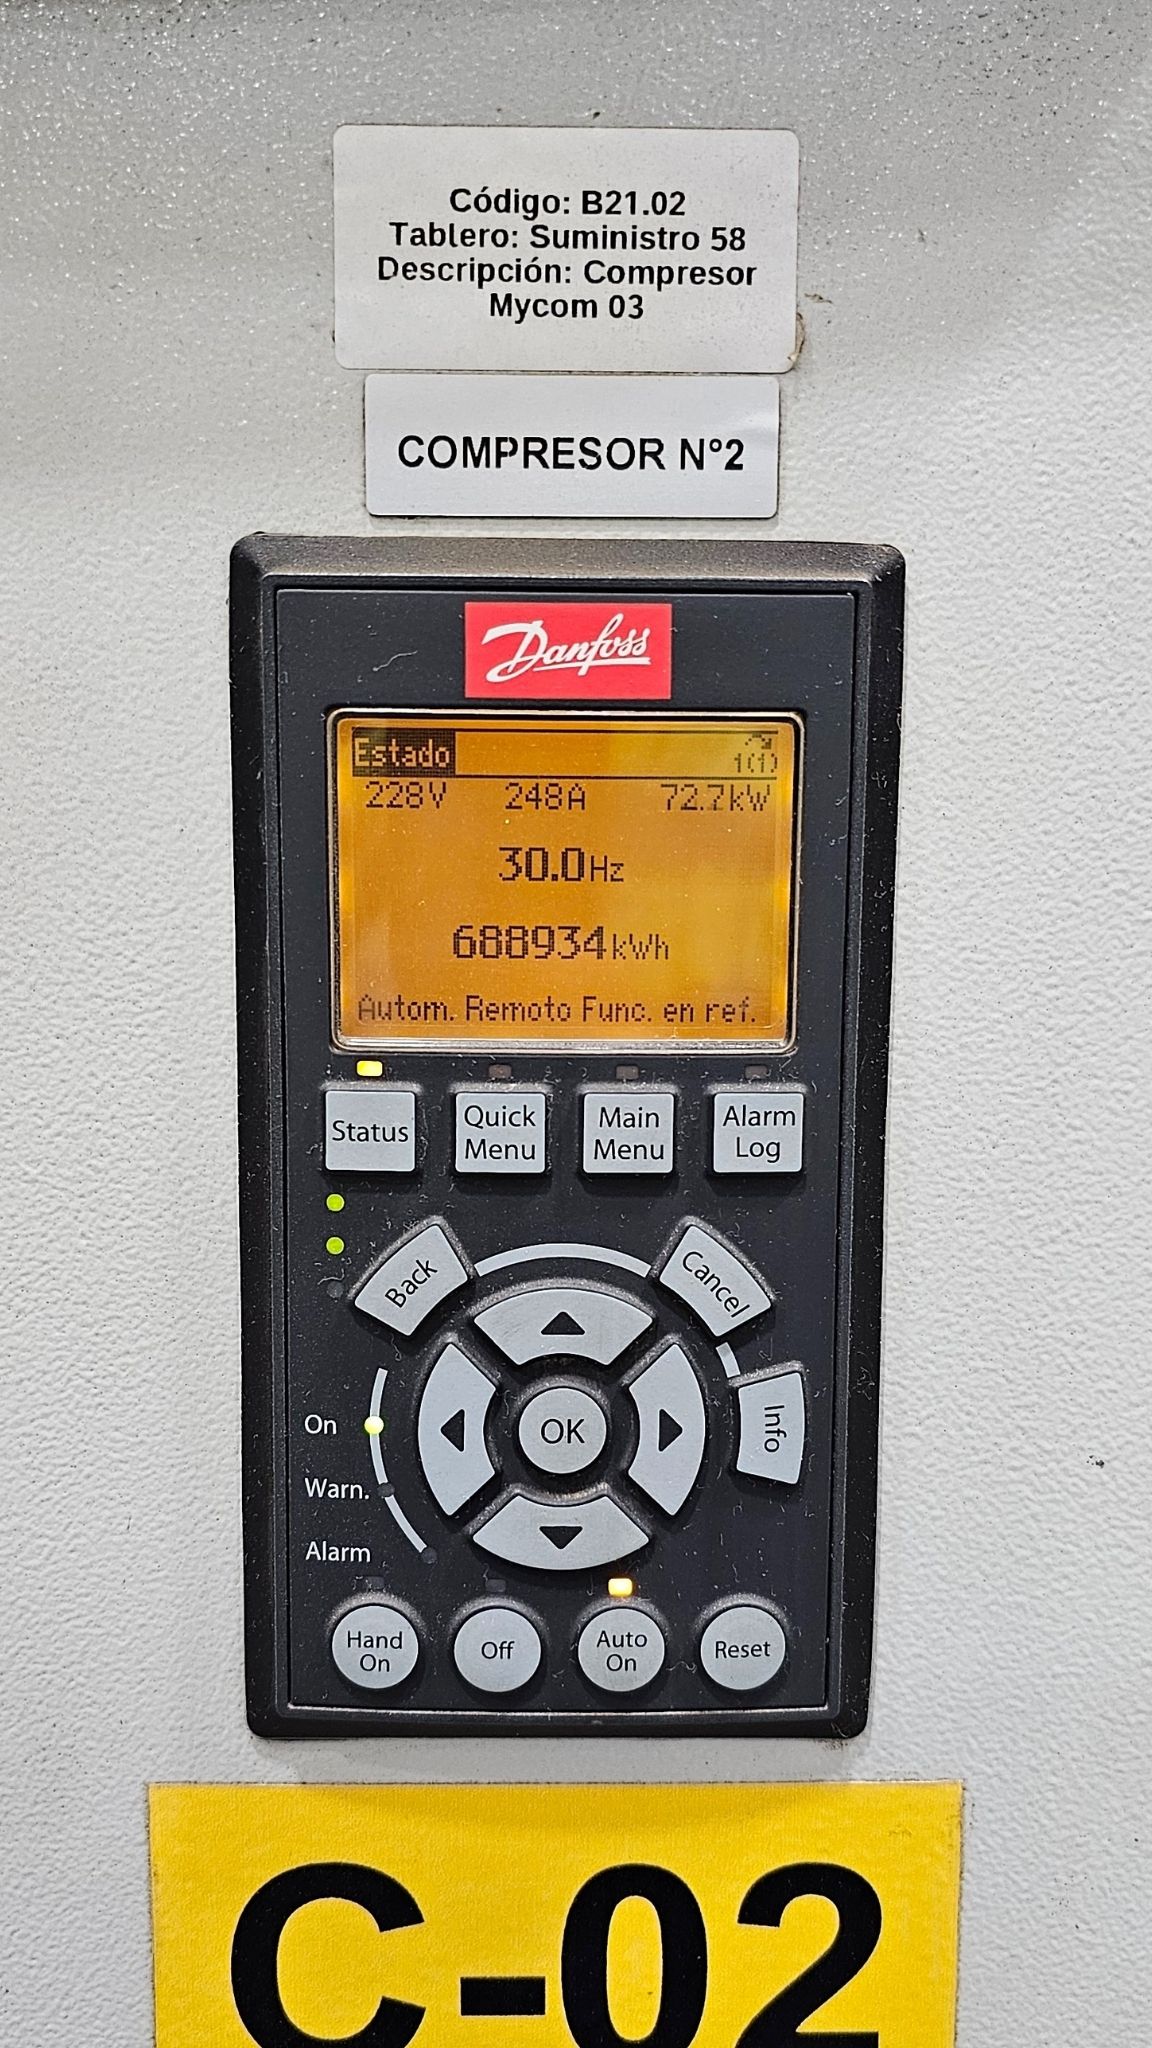 Código: B21.02
Tablero: Suministro 58
Descripción: Compresor
Mycom 03
COMPRESOR N°2
Danfoss
Estado
1(1)
228V 248A 72.7kW
30.0Hz
688934kWh
Autom. Remoto Func. en ref.
Status Quick Menu Main Menu Alarm Log
Back Cancel
Info
OK
On
Warn.
Alarm
Hand On Off Auto On Reset
C-02